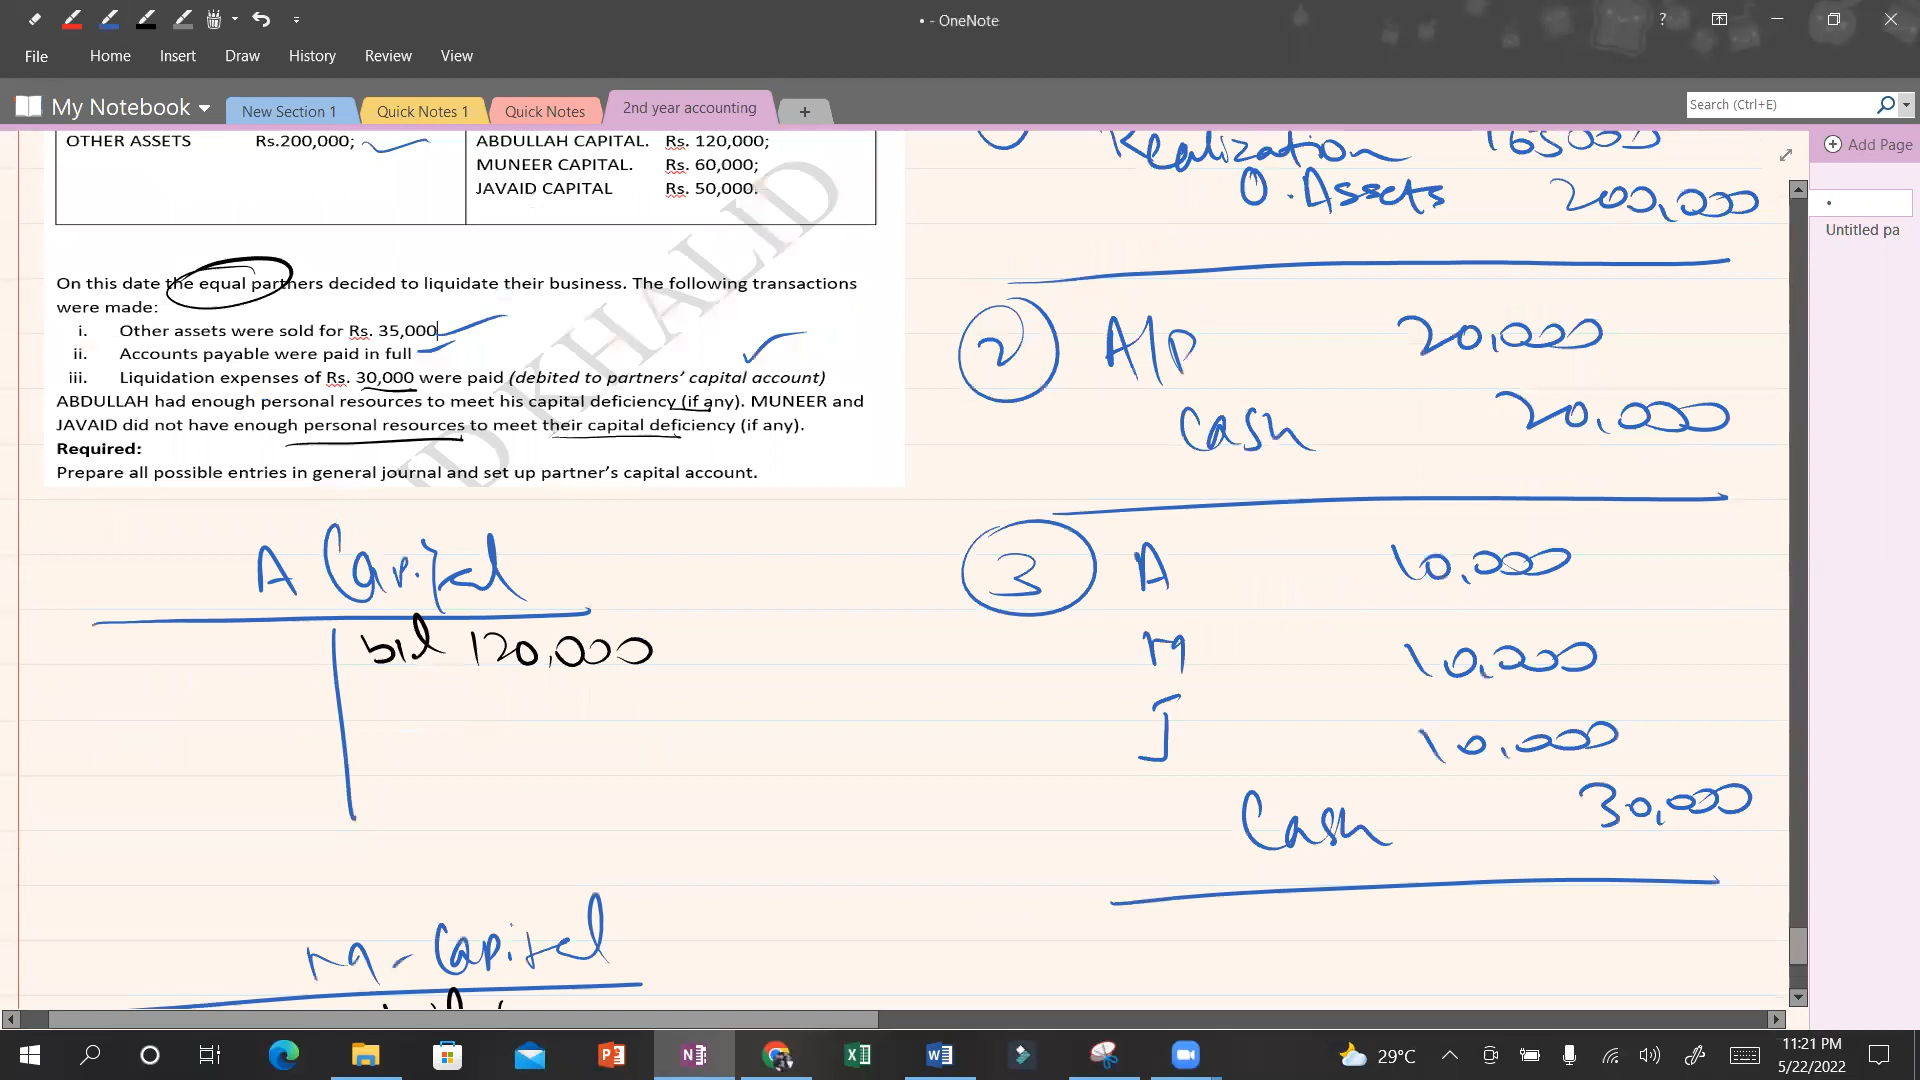 • - OneNote
?
File Home Insert Draw History Review View
My Notebook New Section 1 Quick Notes 1 Quick Notes 2nd year accounting + Search (Ctrl+E)
Add Page
•
Untitled pa
OTHER ASSETS Rs.200,000; ABDULLAH CAPITAL. Rs. 120,000;
MUNEER CAPITAL. Rs. 60,000;
JAVAID CAPITAL Rs. 50,000.
KHALID
On this date the equal partners decided to liquidate their business. The following transactions
were made:
i. Other assets were sold for Rs. 35,000
ii. Accounts payable were paid in full
iii. Liquidation expenses of Rs. 30,000 were paid (debited to partners’ capital account)
ABDULLAH had enough personal resources to meet his capital deficiency (if any). MUNEER and
JAVAID did not have enough personal resources to meet their capital deficiency (if any).
Required:
Prepare all possible entries in general journal and set up partner’s capital account.
A Capital
120,000
M - Capital
Realization 165000
O. Assets 200,000
2 A/P 20,000
Cash 20,000
3 A 10,000
M 10,000
J 10,000
Cash 30,000
29°C
11:21 PM
5/22/2022